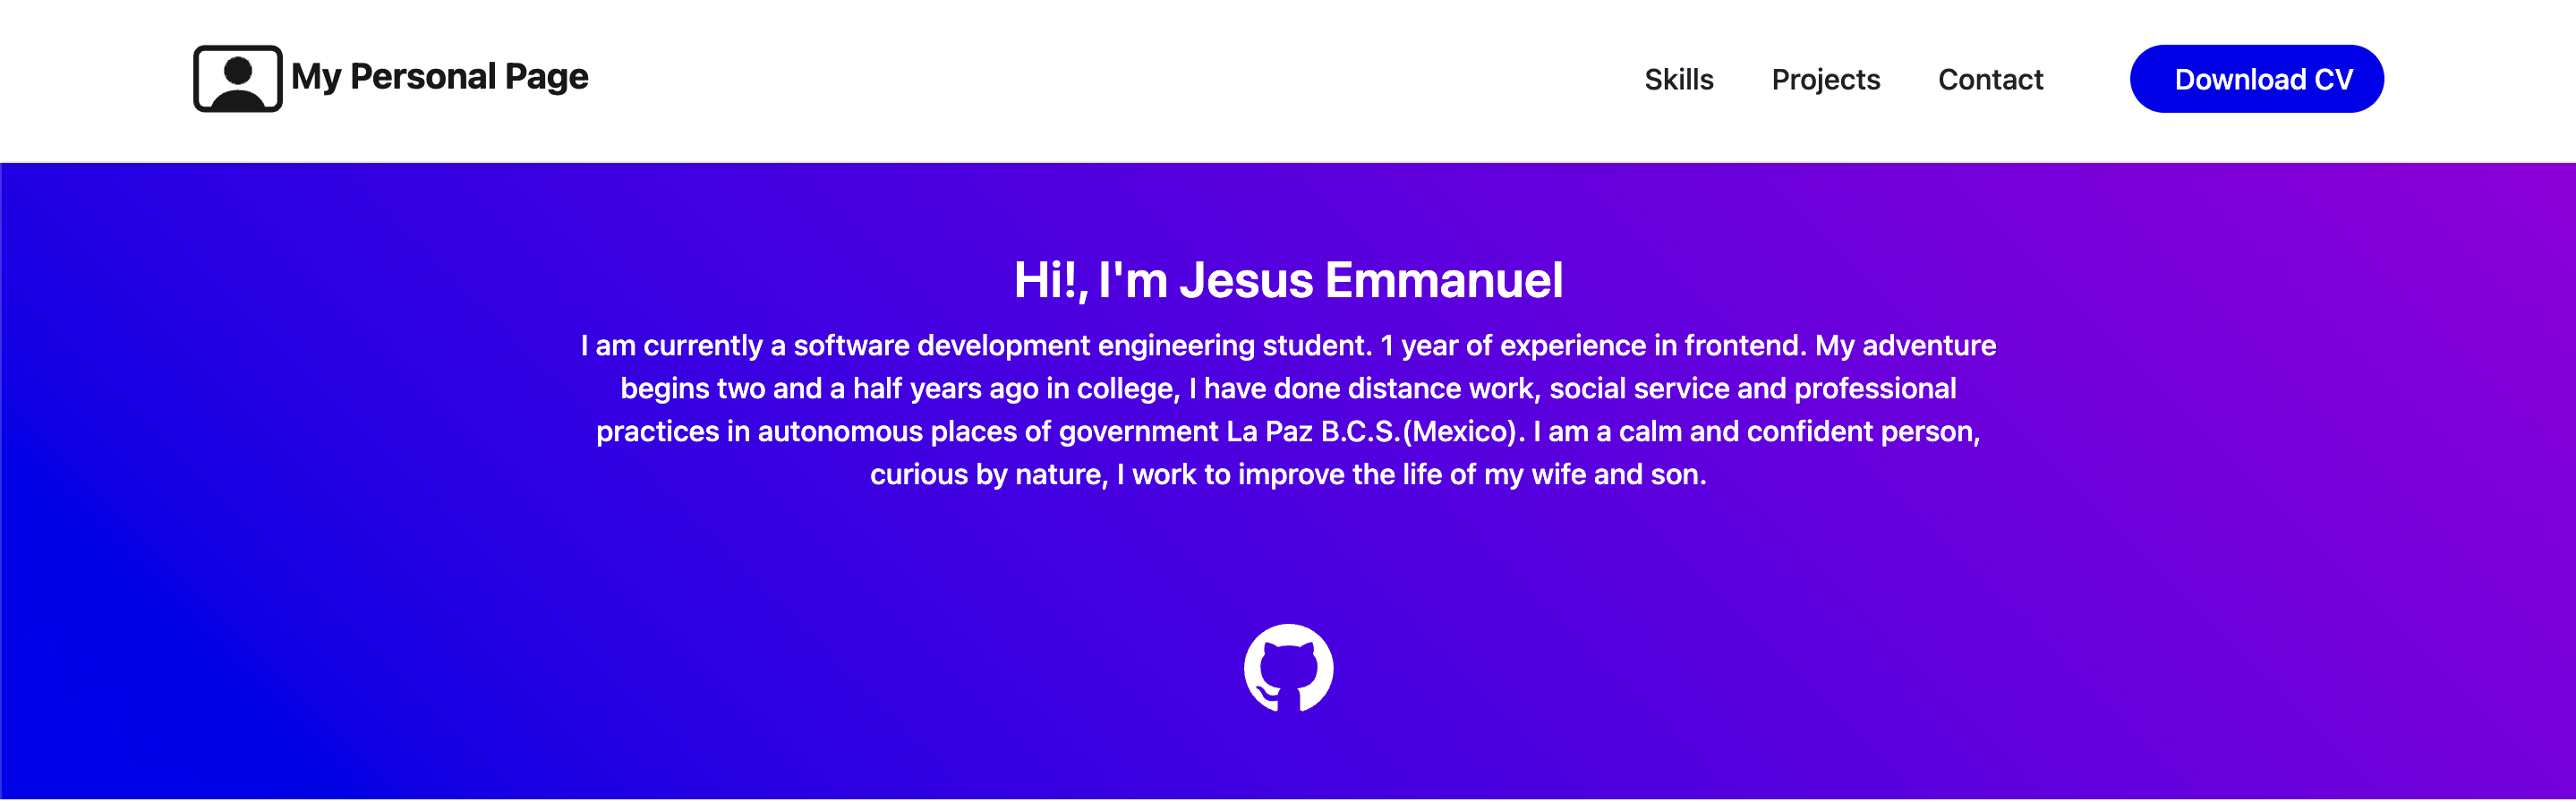 My Personal Page
Skills
Projects
Contact
Download CV
Hi!, I'm Jesus Emmanuel
I am currently a software development engineering student. 1 year of experience in frontend. My adventure
begins two and a half years ago in college, I have done distance work, social service and professional
practices in autonomous places of government La Paz B.C.S.(Mexico). I am a calm and confident person,
curious by nature, I work to improve the life of my wife and son.